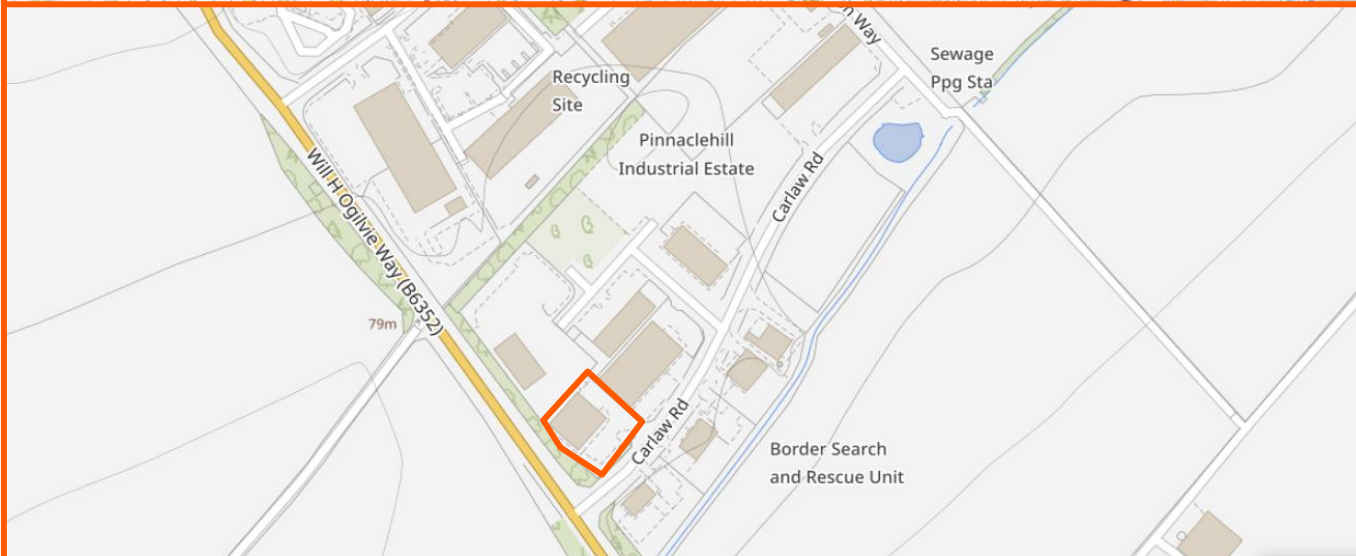 n Way
Sewage
Ppg Sta
Recycling
Site
Pinnaclehill
Industrial Estate
Carlaw Rd
Will H Ogilvie Way (B6352)
79m
Carlaw Rd
Border Search
and Rescue Unit